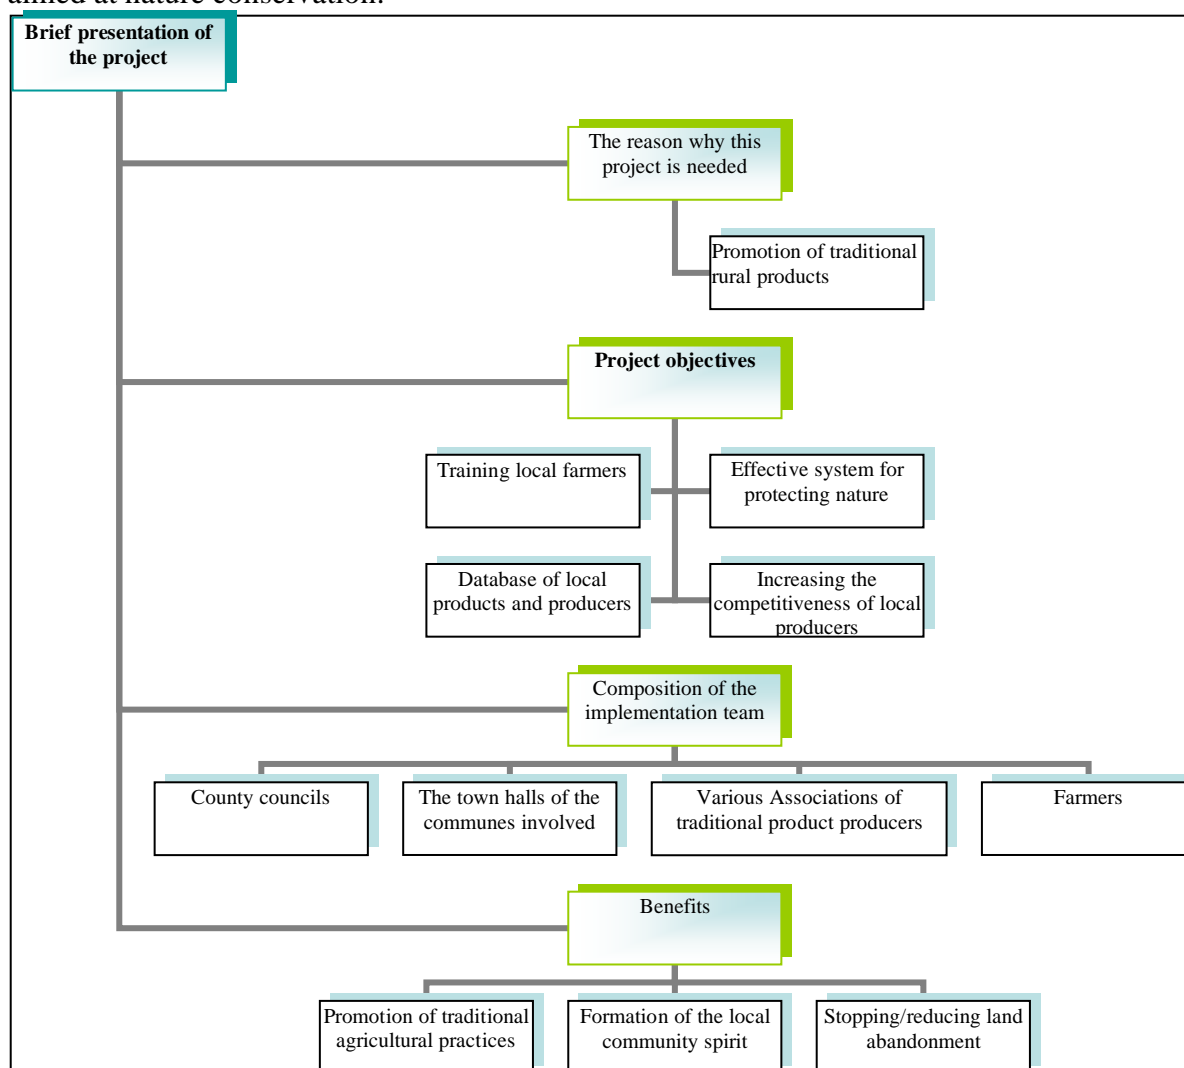 aimed at nature conservation.
Brief presentation of
the project
The reason why this
project is needed
Promotion of traditional
rural products
Project objectives
Training local farmers
Effective system for
protecting nature
Database of local
products and producers
Increasing the
competitiveness of local
producers
Composition of the
implementation team
County councils
The town halls of the
communes involved
Various Associations of
traditional product producers
Farmers
Benefits
Promotion of traditional
agricultural practices
Formation of the local
community spirit
Stopping/reducing land
abandonment